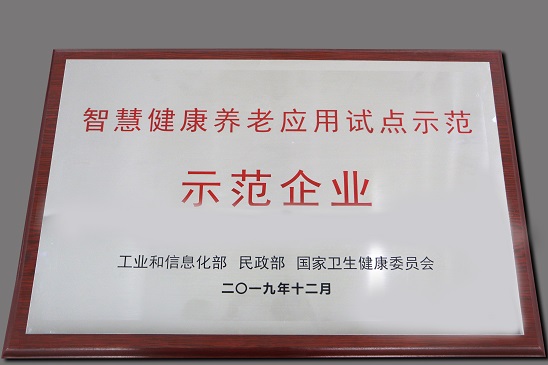 智慧健康养老应用试点示范
示范企业
工业和信息化部 民政部 国家卫生健康委员会
二〇一九年十二月